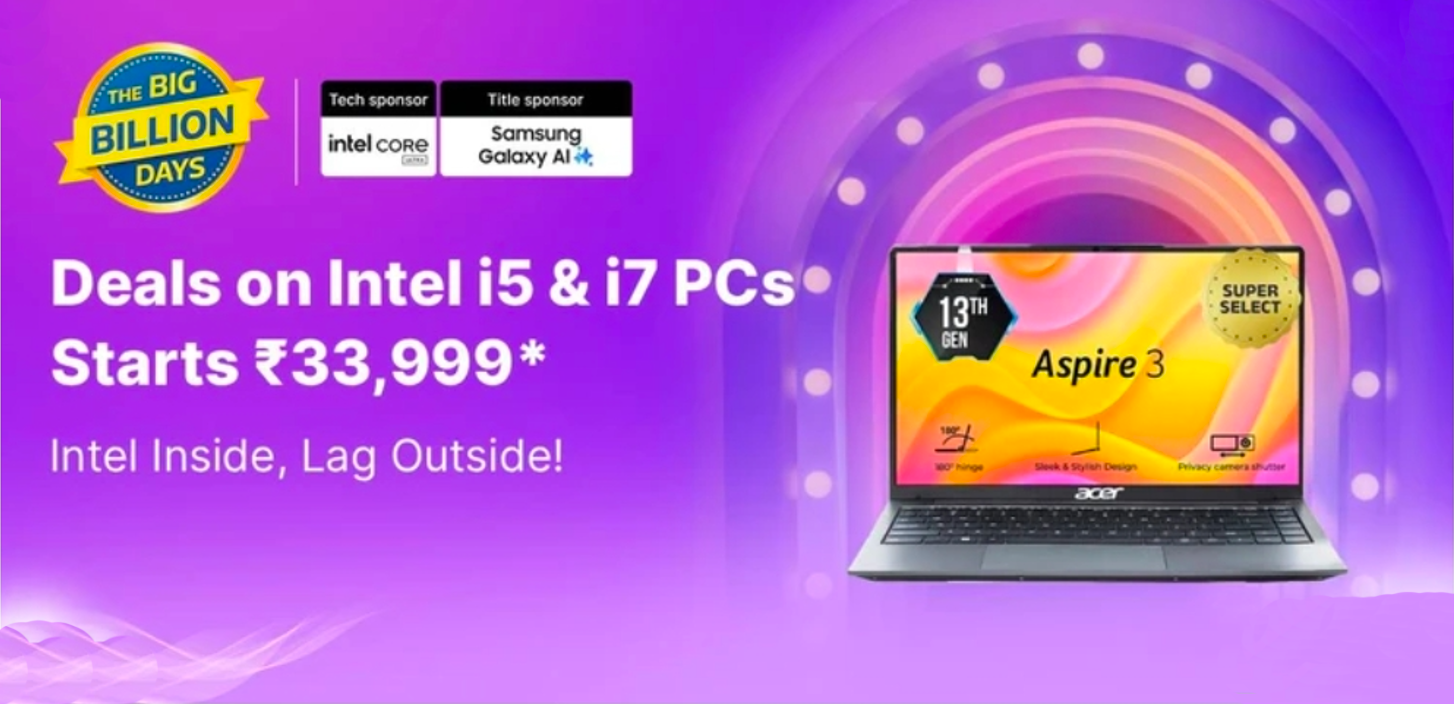 THE BIG
BILLION
DAYS
Tech sponsor
intel CORE
ULTRA
Title sponsor
Samsung
Galaxy AI
Deals on Intel i5 & i7 PCs
Starts ₹33,999*
Intel Inside, Lag Outside!
13TH
GEN
SUPER
SELECT
Aspire 3
180°
180° hinge
Sleek & Stylish Design
Privacy camera shutter
acer